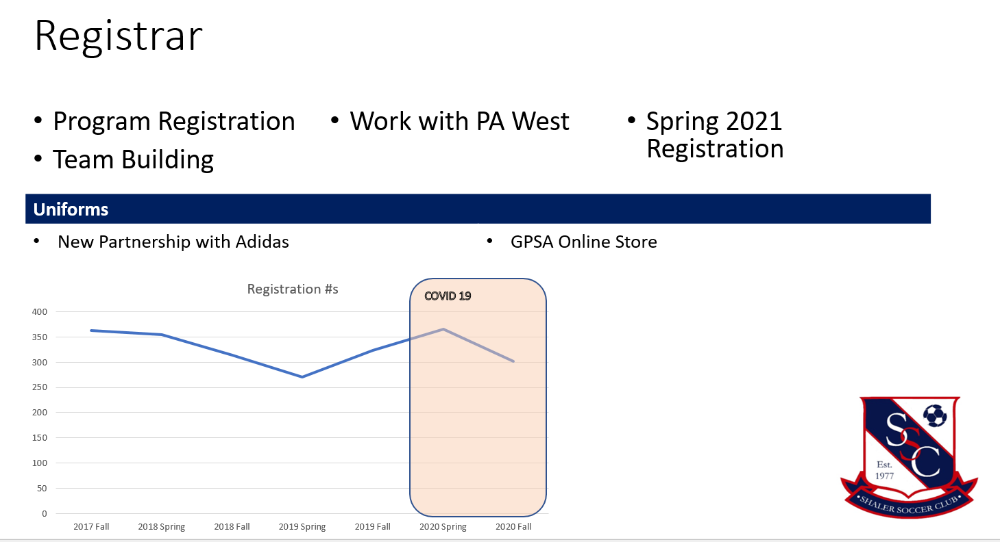 Registrar
• Program Registration
• Team Building
• Work with PA West
• Spring 2021
Registration
Uniforms
• New Partnership with Adidas
• GPSA Online Store
Registration #s
COVID 19
400
350
300
250
200
150
100
50
0
2017 Fall
2018 Spring
2018 Fall
2019 Spring
2019 Fall
2020 Spring
2020 Fall
SSC
Est.
1977
•SHALER SOCCER CLUB•